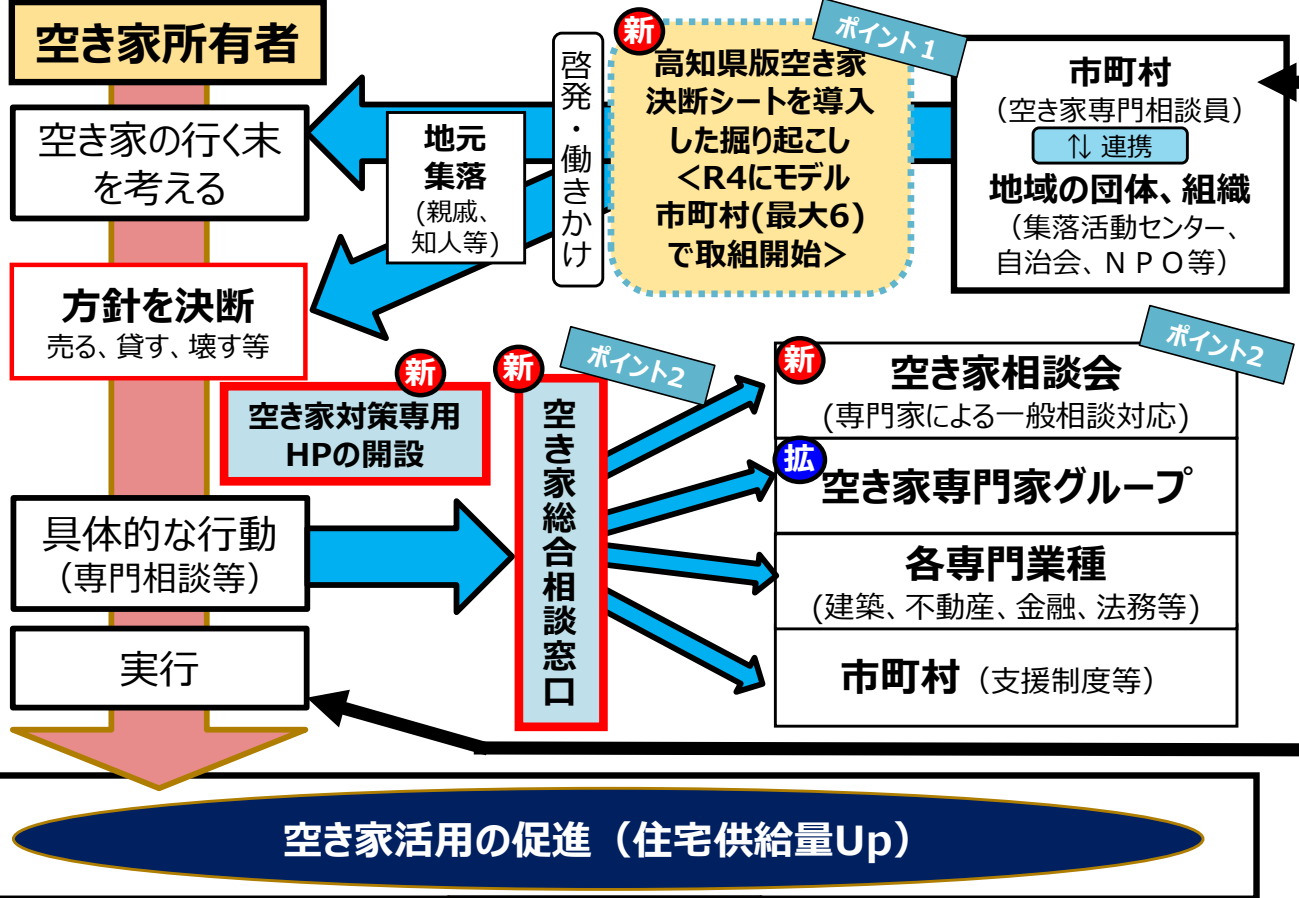 空き家所有者
空き家の行く末
を考える
方針を決断
売る、貸す、壊す等
具体的な行動
（専門相談等）
実行
地元
集落
(親戚、
知人等)
啓発・働きかけ
新
高知県版空き家
決断シートを導入
した掘り起こし
<R4にモデル
市町村(最大6)
で取組開始>
ポイント1
市町村
（空き家専門相談員）
⇅ 連携
地域の団体、組織
（集落活動センター、
自治会、ＮＰＯ等）
新
空き家対策専用
HPの開設
新
空き家総合相談窓口
ポイント2
ポイント2
新
空き家相談会
(専門家による一般相談対応)
拡
空き家専門家グループ
各専門業種
(建築、不動産、金融、法務等)
市町村（支援制度等）
空き家活用の促進（住宅供給量Up）